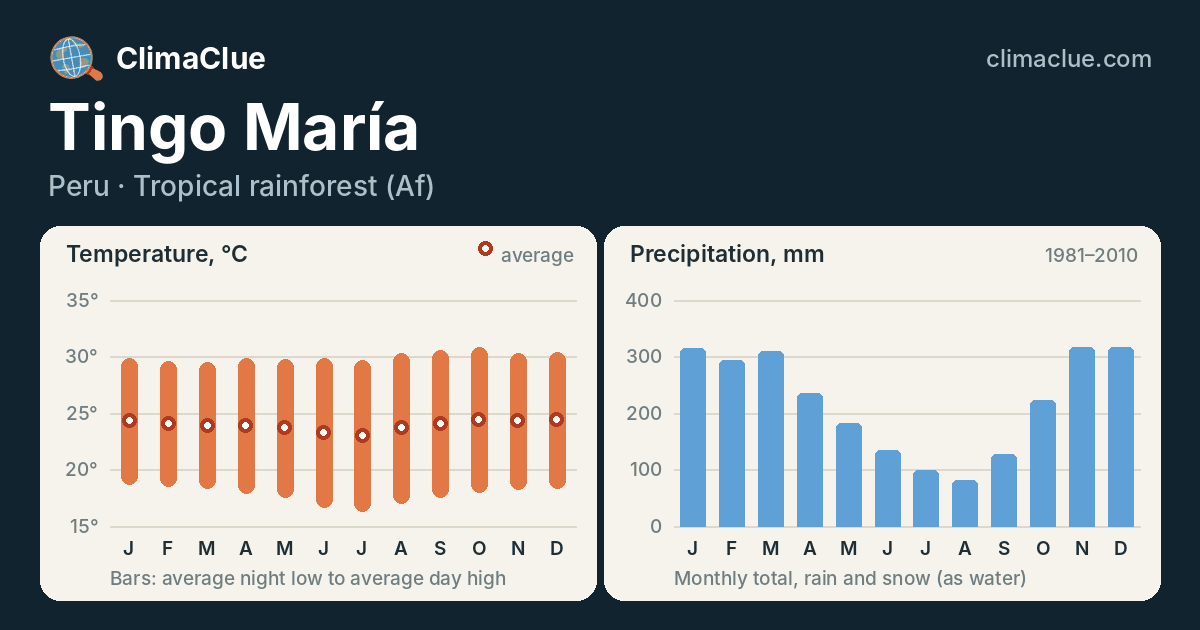 ClimaClue
climaclue.com
Tingo María
Peru · Tropical rainforest (Af)
Temperature, °C
average
35°
30°
25°
20°
15°
J F M A M J J A S O N D
Bars: average night low to average day high
Precipitation, mm
1981–2010
400
300
200
100
0
J F M A M J J A S O N D
Monthly total, rain and snow (as water)